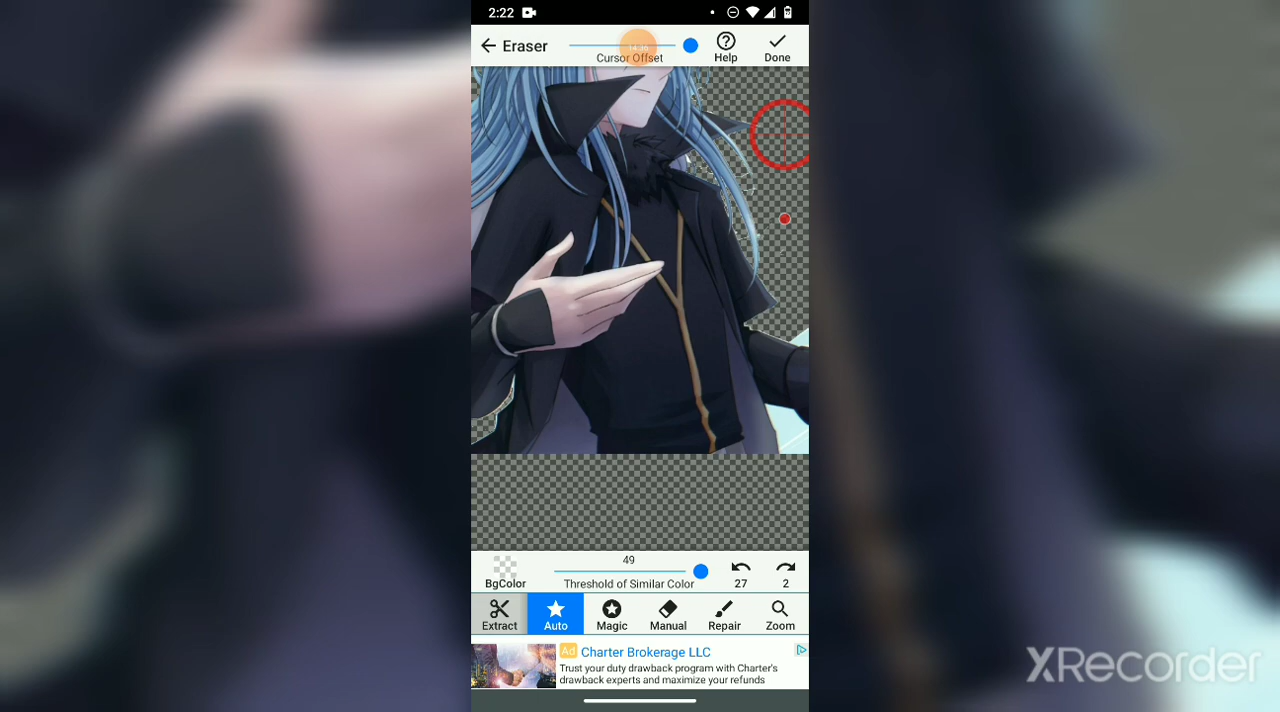 2:22
Eraser
14:36
Cursor Offset
Help
Done
BgColor
49
Threshold of Similar Color
27
2
Extract
Auto
Magic
Manual
Repair
Zoom
Ad Charter Brokerage LLC
Trust your duty drawback program with Charter's
drawback experts and maximize your refunds
XRecorder